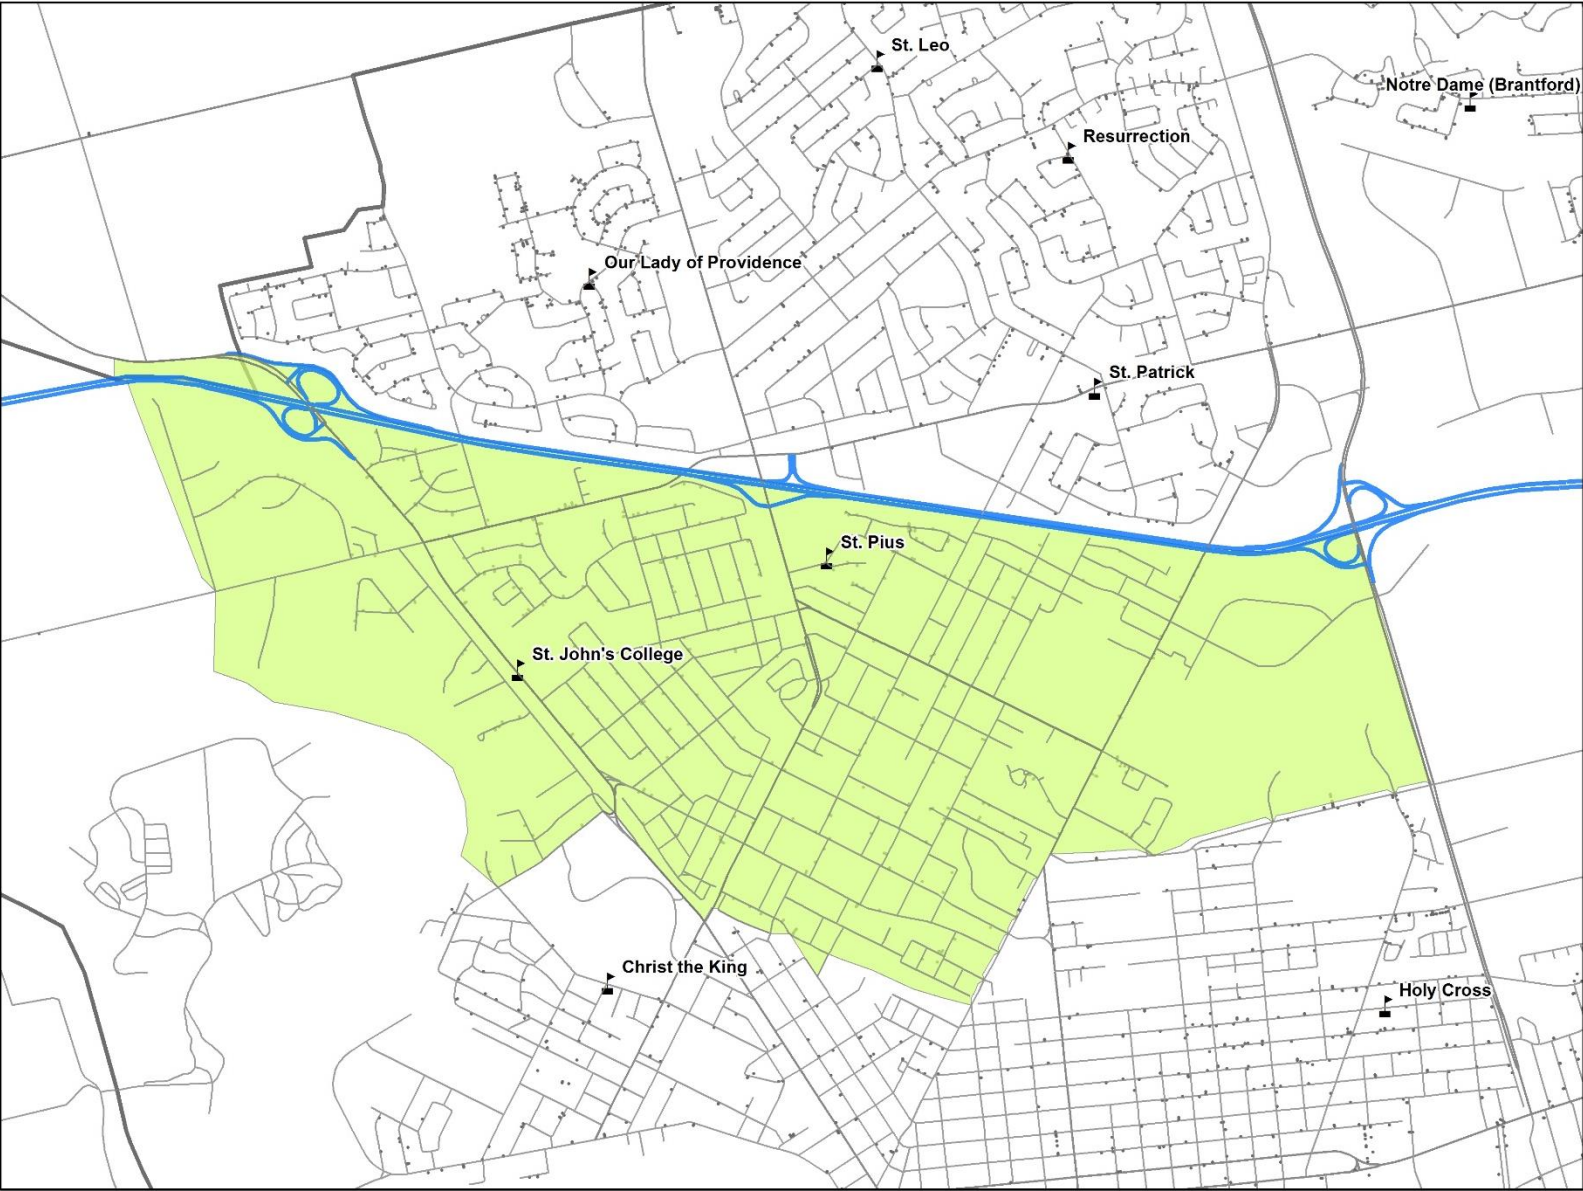 St. Leo
Notre Dame (Brantford)
Resurrection
Our Lady of Providence
St. Patrick
St. Pius
St. John's College
Christ the King
Holy Cross